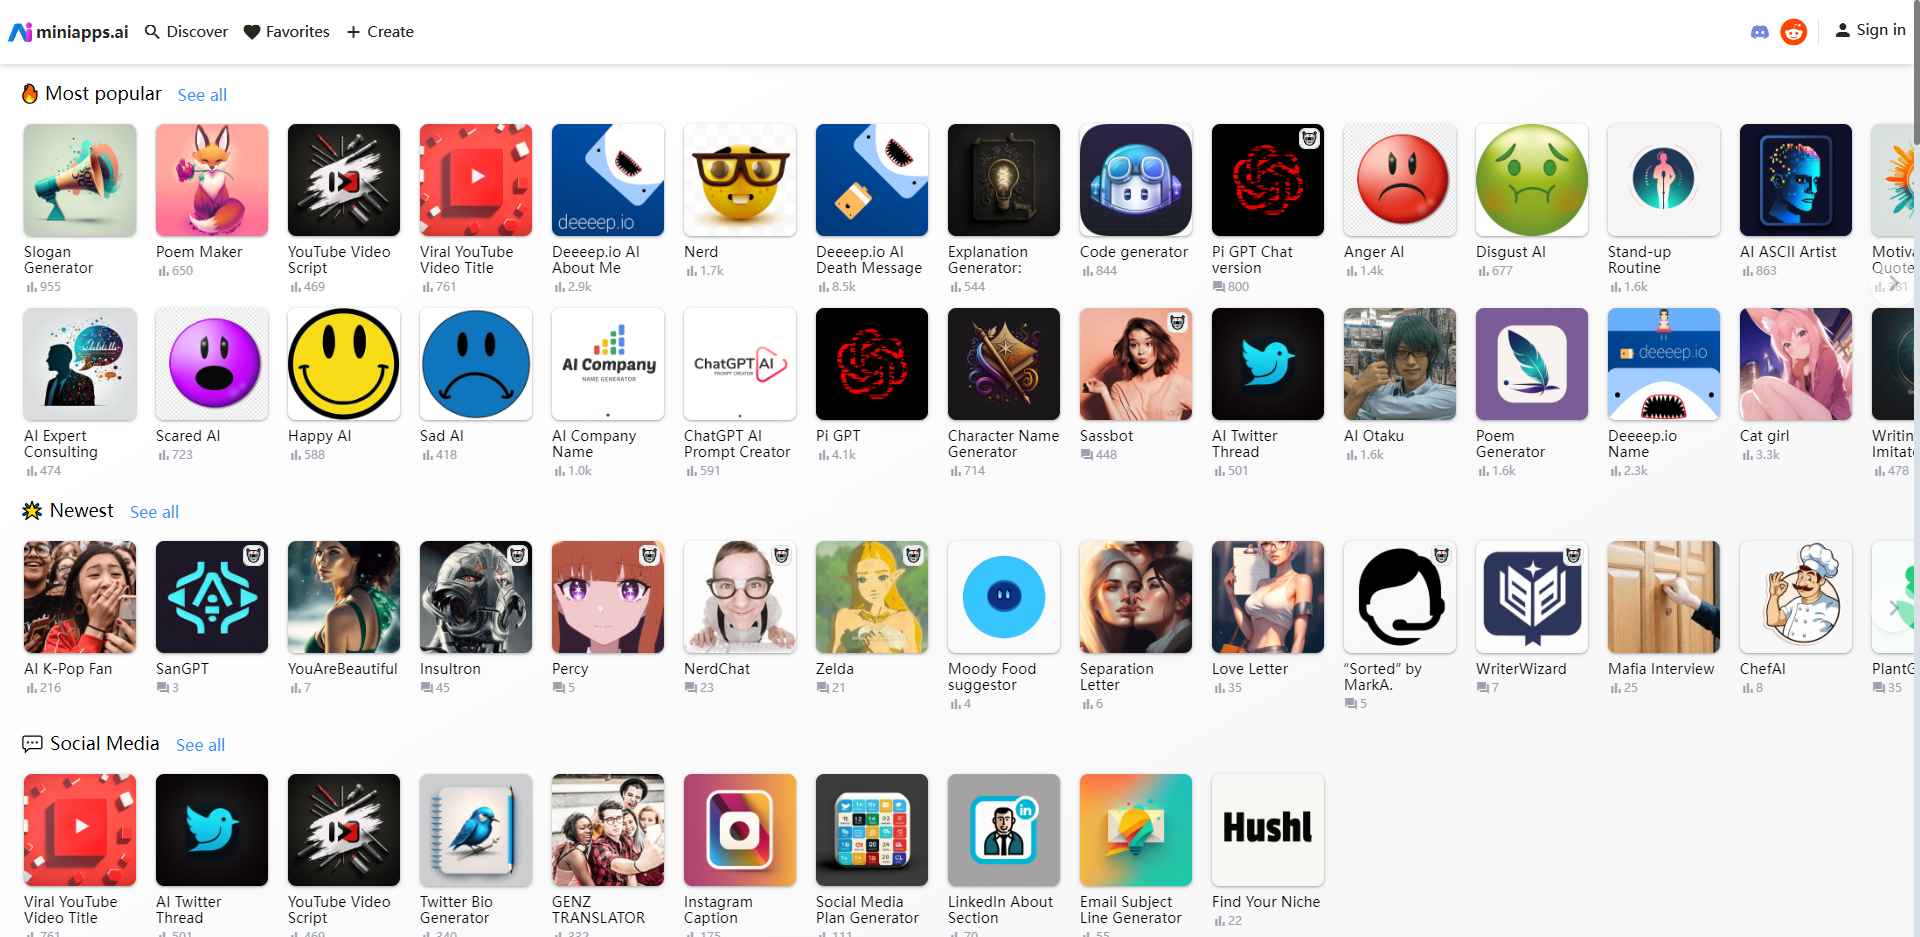 miniapps.ai Discover Favorites Create Sign in
Most popular See all
deeeep.io
Slogan Generator
955
Poem Maker
650
YouTube Video Script
469
Viral YouTube Video Title
761
Deeeep.io AI About Me
2.9k
Nerd
1.7k
Deeeep.io AI Death Message
8.5k
Explanation Generator:
544
Code generator
844
Pi GPT Chat version
800
Anger AI
1.4k
Disgust AI
677
Stand-up Routine
1.6k
AI ASCII Artist
863
Motiva
Quote
AI Company
NAME GENERATOR
ChatGPT AI
PROMPT CREATOR
deeeep.io
AI Expert Consulting
474
Scared AI
723
Happy AI
588
Sad AI
418
AI Company Name
1.0k
ChatGPT AI Prompt Creator
591
Pi GPT
4.1k
Character Name Generator
714
Sassbot
448
AI Twitter Thread
501
AI Otaku
1.6k
Poem Generator
1.6k
Deeeep.io Name
2.3k
Cat girl
3.3k
Writin
Imitat
478
Newest See all
AI K-Pop Fan
216
SanGPT
3
YouAreBeautiful
7
Insultron
45
Percy
5
NerdChat
23
Zelda
21
Moody Food suggestor
4
Separation Letter
6
Love Letter
35
“Sorted” by MarkA.
5
WriterWizard
7
Mafia Interview
25
ChefAI
8
PlantG
35
Social Media See all
in
Hushl
Viral YouTube Video Title
761
AI Twitter Thread
501
YouTube Video Script
469
Twitter Bio Generator
340
GENZ TRANSLATOR
332
Instagram Caption
175
Social Media Plan Generator
111
LinkedIn About Section
70
Email Subject Line Generator
55
Find Your Niche
22